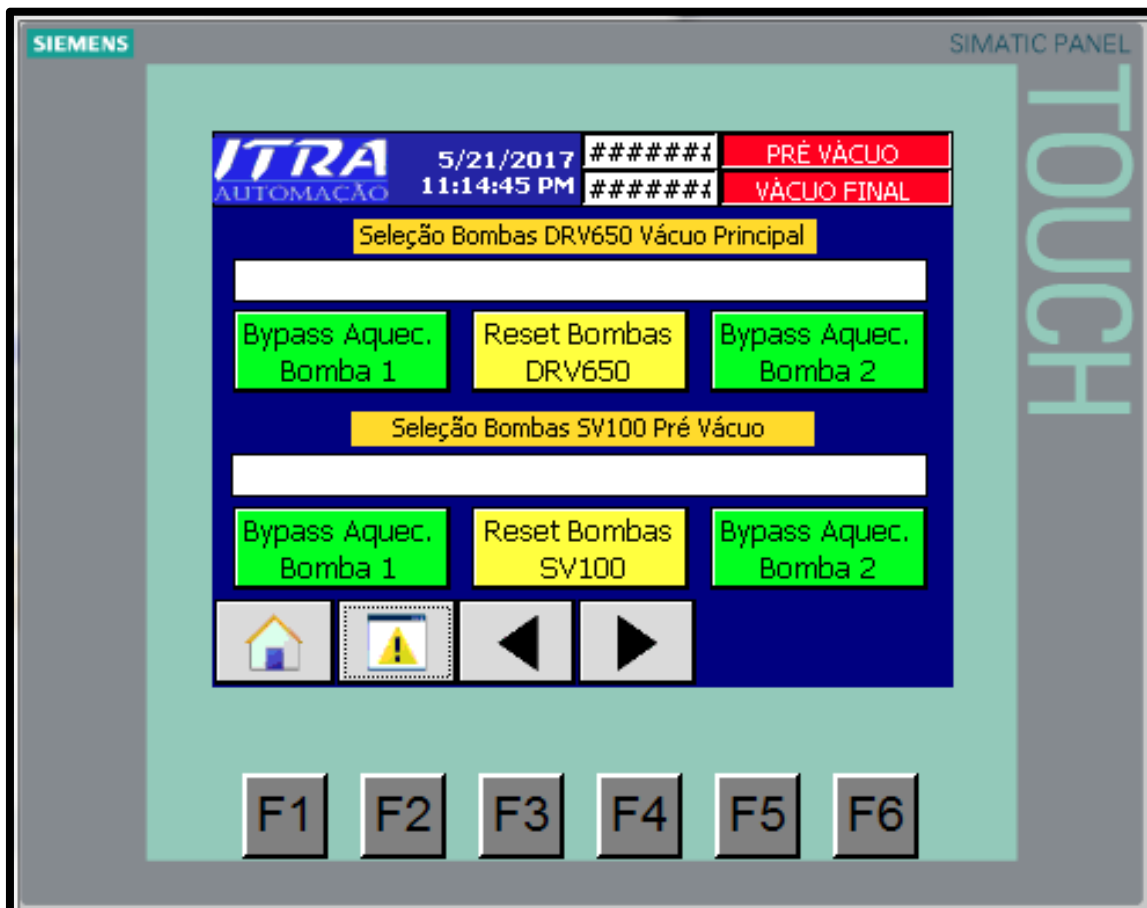 SIEMENS
SIMATIC PANEL
TOUCH
ITRA
AUTOMAÇÃO
5/21/2017
11:14:45 PM
#######
PRÉ VÀCUO
#######
VÀCUO FINAL
Seleção Bombas DRV650 Vácuo Principal
Bypass Aquec.
Bomba 1
Reset Bombas
DRV650
Bypass Aquec.
Bomba 2
Seleção Bombas SV100 Pré Vácuo
Bypass Aquec.
Bomba 1
Reset Bombas
SV100
Bypass Aquec.
Bomba 2
F1 F2 F3 F4 F5 F6